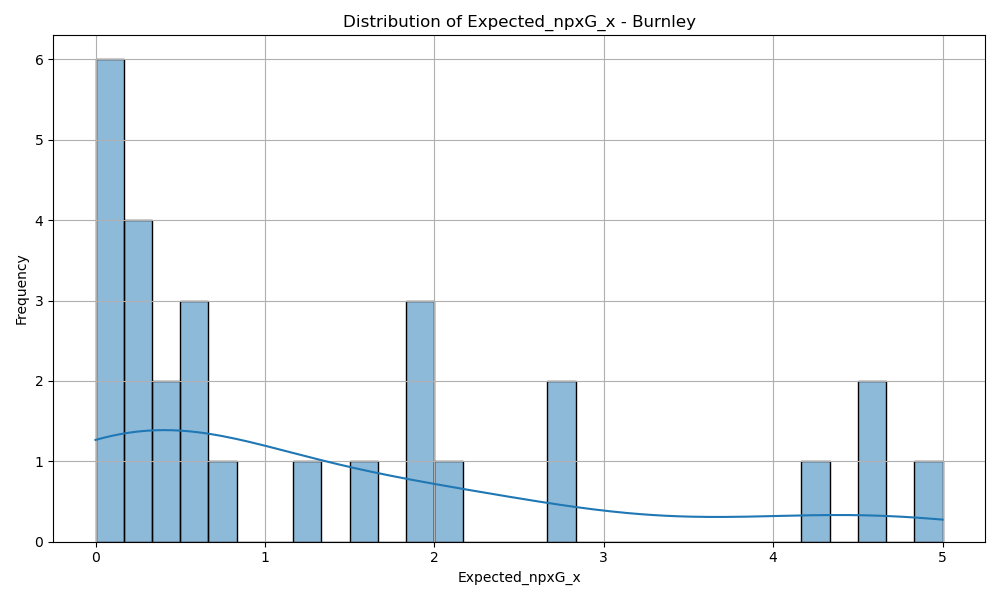 Distribution of Expected_npxG_x - Burnley
6
5
4
3
2
1
0
Frequency
0 1 2 3 4 5
Expected_npxG_x